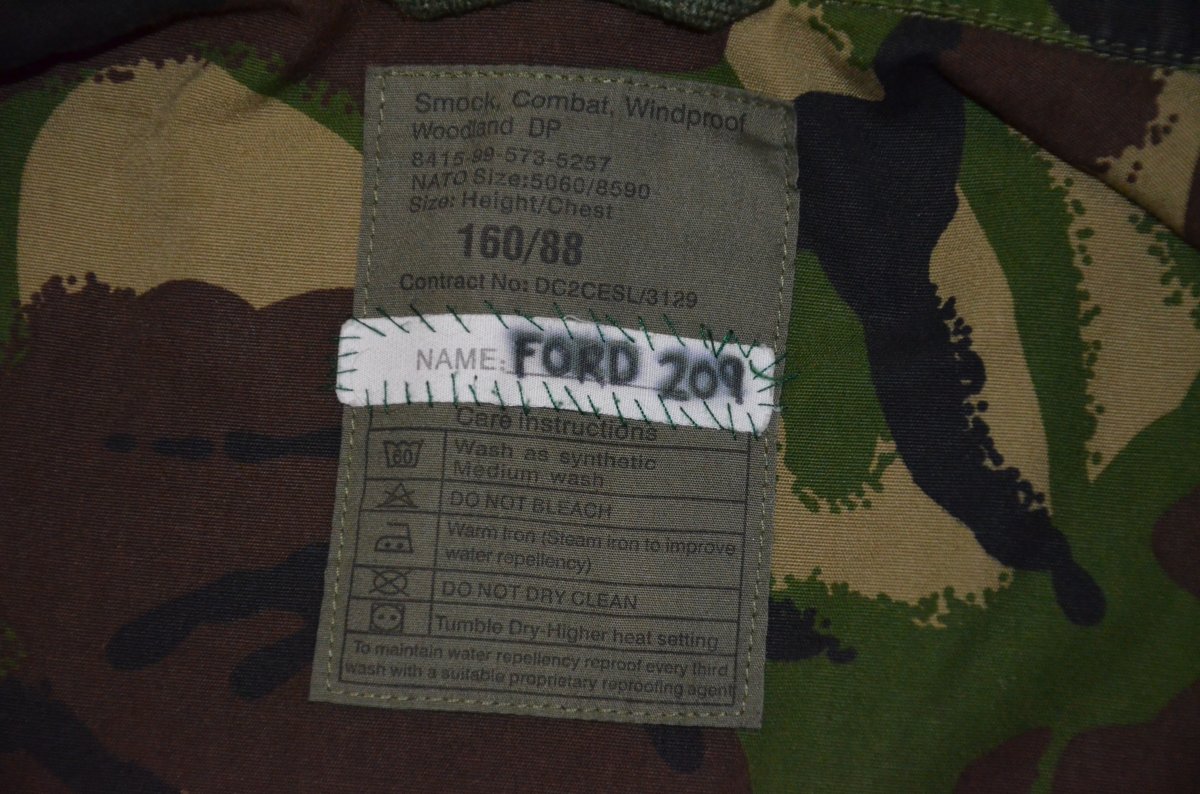 Smock, Combat, Windproof
Woodland DP
8415-99-573-5257
NATO Size:5060/8590
Size: Height/Chest
160/88
Contract No: DC2CESL/3129
NAME: FORD 209
Care Instructions
60
Wash as synthetic
Medium wash
DO NOT BLEACH
Warm Iron (Steam iron to improve
water repellency)
DO NOT DRY CLEAN
Tumble Dry-Higher heat setting
To maintain water repellency reproof every third
wash with a suitable proprietary reproofing agent